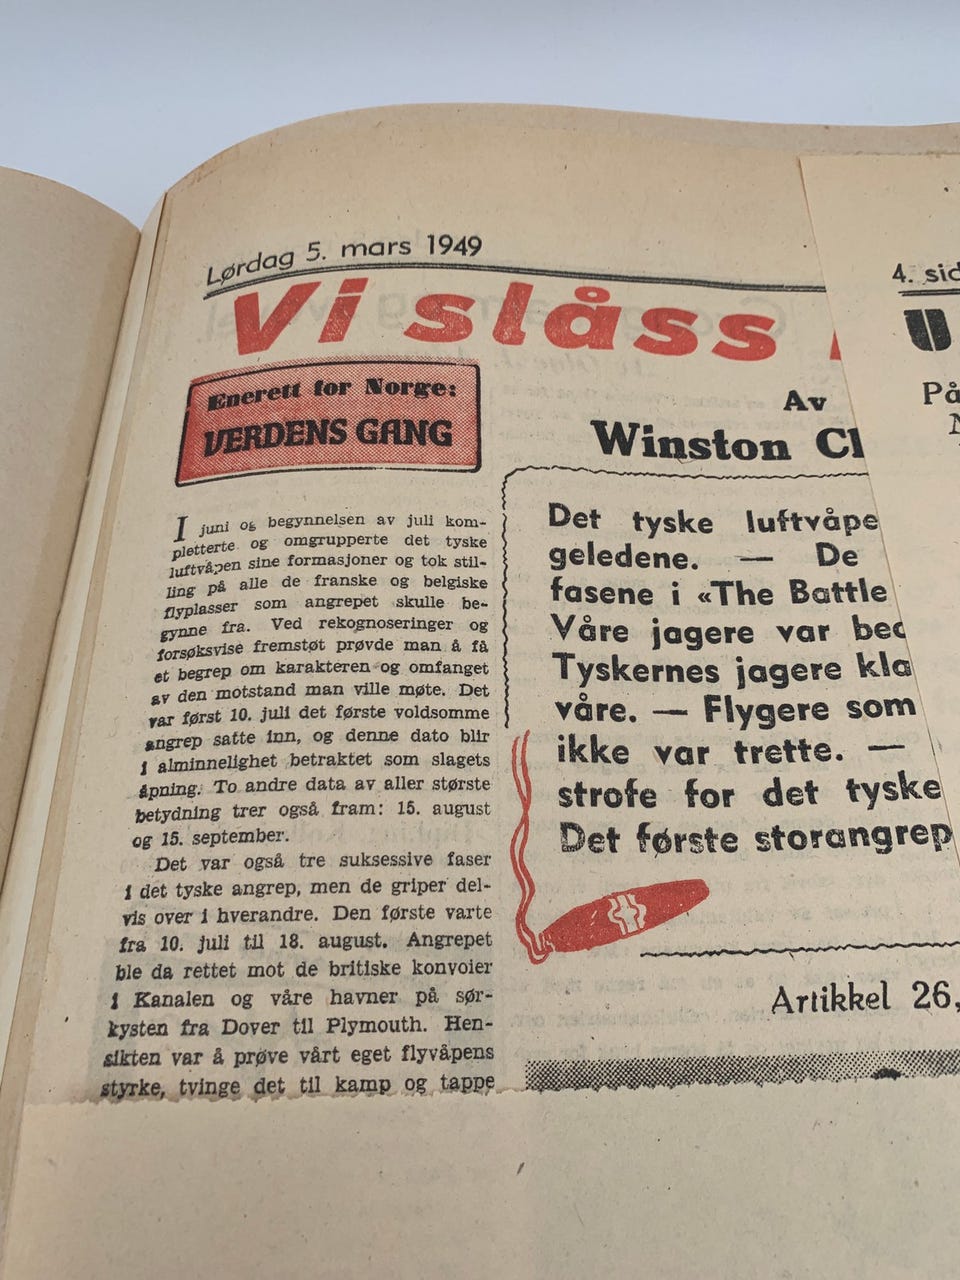 Lørdag 5. mars 1949
Vi slåss
Enerett for Norge:
VERDENS GANG
Av
Winston
I juni og begynnelsen av juli kom-
pletterte og omgrupperte det tyske
luftvåpen sine formasjoner og tok stil-
ling på alle de franske og belgiske
flyplasser som angrepet skulle be-
gynne fra. Ved rekognoseringer og
forsøksvise fremstøt prøvde man å få
et begrep om karakteren og omfanget
av den motstand man ville møte. Det
var først 10. juli det første voldsomme
angrep satte inn, og denne dato blir
i alminnelighet betraktet som slagets
åpning. To andre data av aller største
betydning trer også fram: 15. august
og 15. september.
Det var også tre suksessive faser
i det tyske angrep, men de griper del-
vis over i hverandre. Den første varte
fra 10. juli til 18. august. Angrepet
ble da rettet mot de britiske konvoier
i Kanalen og våre havner på sør-
kysten fra Dover til Plymouth. Hen-
sikten var å prøve vårt eget flyvåpens
styrke, tvinge det til kamp og tappe
Det tyske luftvåpe
geledene. — De
fasene i «The Battle
Våre jagere var bec
Tyskernes jagere kla
våre. — Flygere som
ikke var trette. —
strofe for det tyske
Det første storangrep
Artikkel 26,
4. sid
På